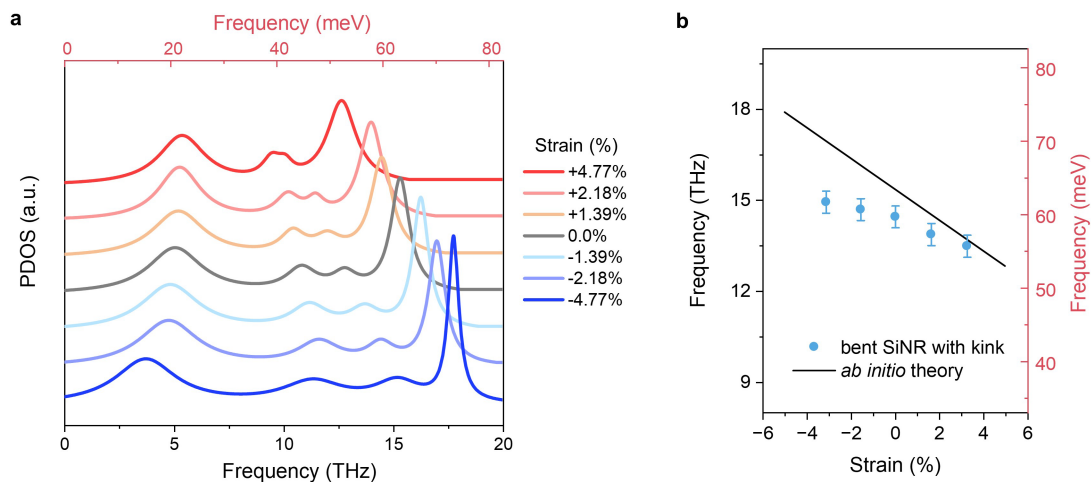 a
Frequency (meV)
0 20 40 60 80
PDOS (a.u.)
Strain (%)
+4.77%
+2.18%
+1.39%
0.0%
-1.39%
-2.18%
-4.77%
0 5 10 15 20
Frequency (THz)
b
Frequency (THz)
18
15
12
9
80
70
60
50
40
Frequency (meV)
bent SiNR with kink
ab initio theory
−6 −4 −2 0 2 4 6
Strain (%)